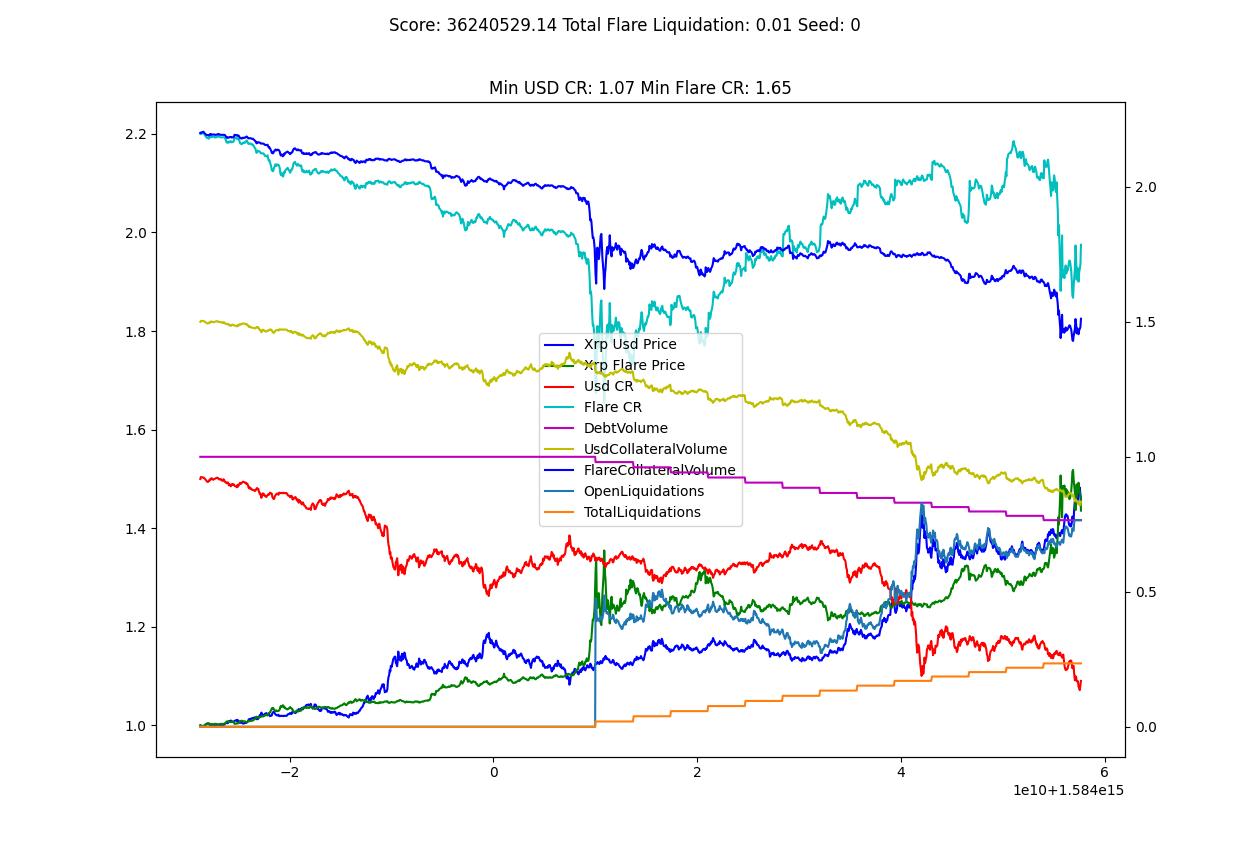 Score: 36240529.14 Total Flare Liquidation: 0.01 Seed: 0
Min USD CR: 1.07 Min Flare CR: 1.65
2.2
2.0
1.8
1.6
1.4
1.2
1.0
2.0
1.5
1.0
0.5
0.0
Xrp Usd Price
Xrp Flare Price
Usd CR
Flare CR
DebtVolume
UsdCollateralVolume
FlareCollateralVolume
OpenLiquidations
TotalLiquidations
−2 0 2 4 6
1e10+1.584e15